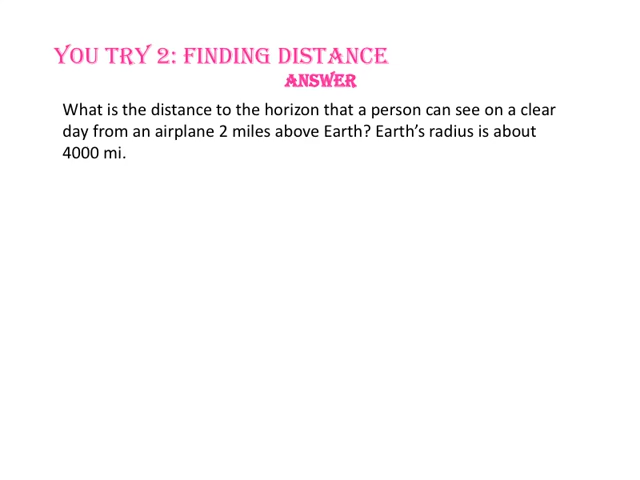 YOU TRY 2: FINDING DISTANCE
ANSWER
What is the distance to the horizon that a person can see on a clear
day from an airplane 2 miles above Earth? Earth’s radius is about
4000 mi.